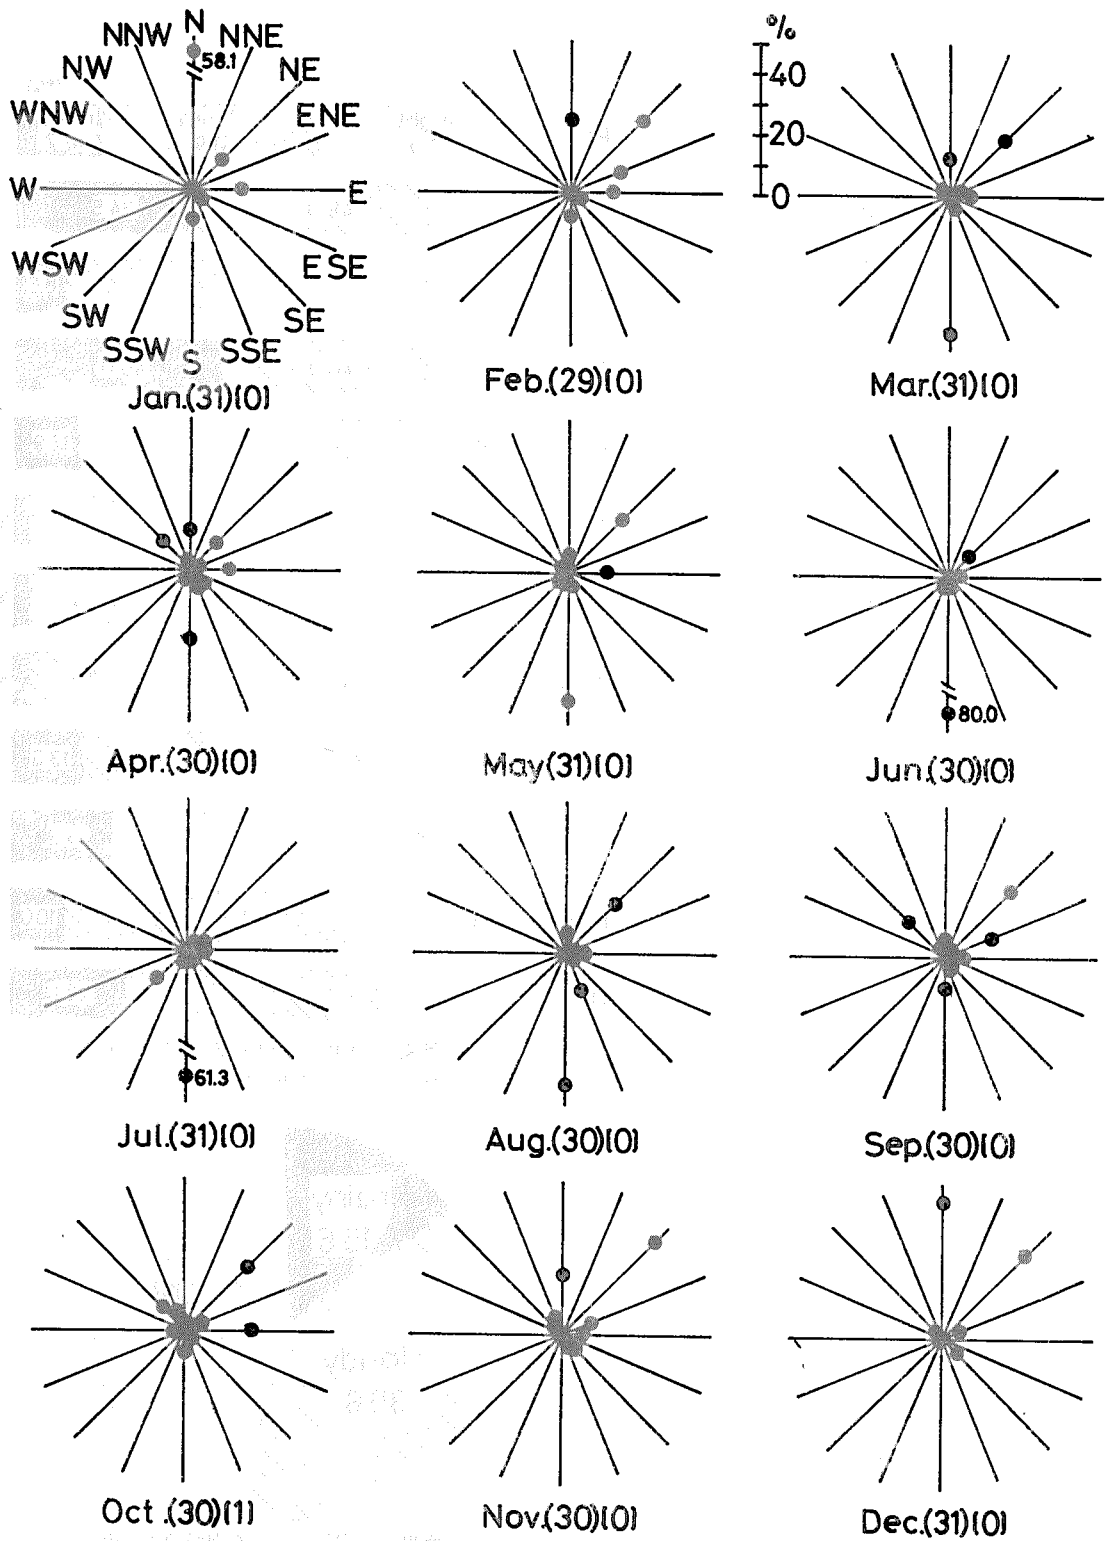 N
NNW NNE
NW NE
58.1
WNW ENE
W E
WSW ESE
SW SE
SSW S SSE
Jan.(31)(0)
Feb.(29)(0)
%
40
20
0
Mar.(31)(0)
Apr.(30)(0)
May(31)(0)
80.0
Jun.(30)(0)
61.3
Jul.(31)(0)
Aug.(30)(0)
Sep.(30)(0)
Oct.(30)(1)
Nov.(30)(0)
Dec.(31)(0)